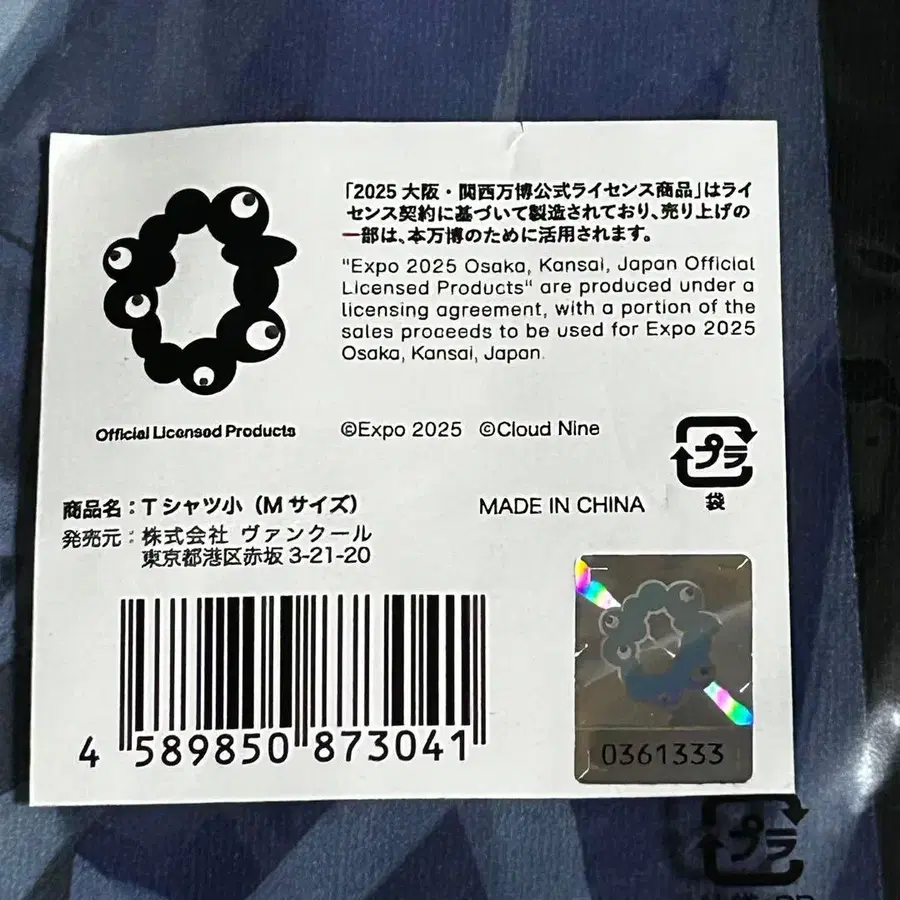 「2025 大阪・関西万博公式ライセンス商品」はライ
センス契約に基づいて製造されており、売り上げの
一部は、本万博のために活用されます。
"Expo 2025 Osaka, Kansai, Japan Official
Licensed Products" are produced under a
licensing agreement, with a portion of the
sales proceeds to be used for Expo 2025
Osaka, Kansai, Japan.
Official Licensed Products
©Expo 2025 ©Cloud Nine
プラ
袋
商品名：Tシャツ小（Mサイズ）
MADE IN CHINA
発売元：株式会社 ヴァンクール
東京都港区赤坂 3-21-20
4 589850 873041
0361333
プラ